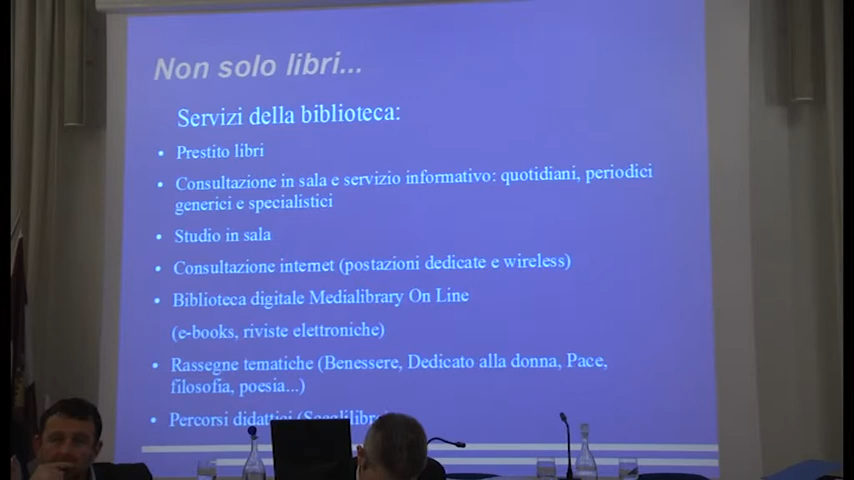 Non solo libri...
Servizi della biblioteca:
• Prestito libri
• Consultazione in sala e servizio informativo: quotidiani, periodici
generici e specialistici
• Studio in sala
• Consultazione internet (postazioni dedicate e wireless)
• Biblioteca digitale Medialibrary On Line
(e-books, riviste elettroniche)
• Rassegne tematiche (Benessere, Dedicato alla donna, Pace,
filosofia, poesia...)
• Percorsi didattici